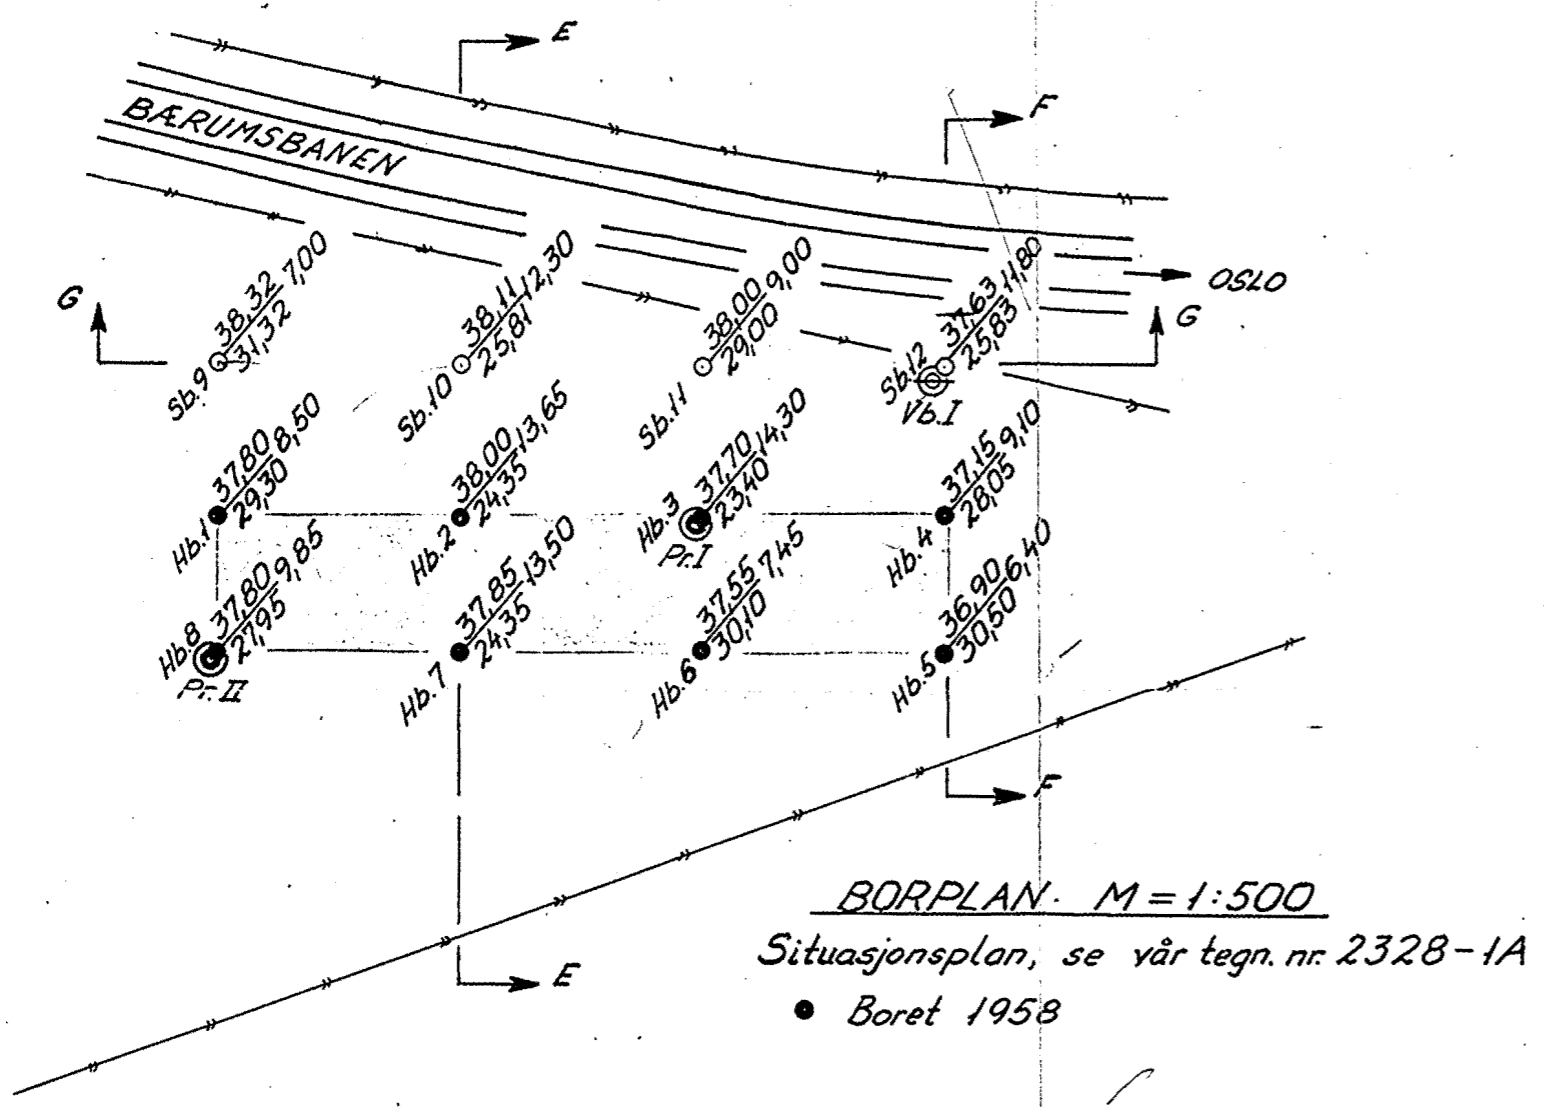 E
F
BÆRUMSBANEN
OSLO
G
G
Sb.9 38,32 7,00
31,32
Sb.10 38,11 12,30
25,81
Sb.11 38,00 9,00
29,00
Sb.12 37,63 11,80
25,83
Vb.I
Hb.1 37,80 8,50
29,30
Hb.2 38,00 13,65
24,35
Hb.3 37,70 14,30
23,40
Pr.I
Hb.4 37,15 9,10
28,05
Hb.8 37,80 9,85
27,95
Pr.II
Hb.7 37,85 13,50
24,35
Hb.6 37,55 7,45
30,10
Hb.5 36,90 6,40
30,50
F
E
BORPLAN. M = 1:500
Situasjonsplan, se vår tegn. nr. 2328-1A
Boret 1958